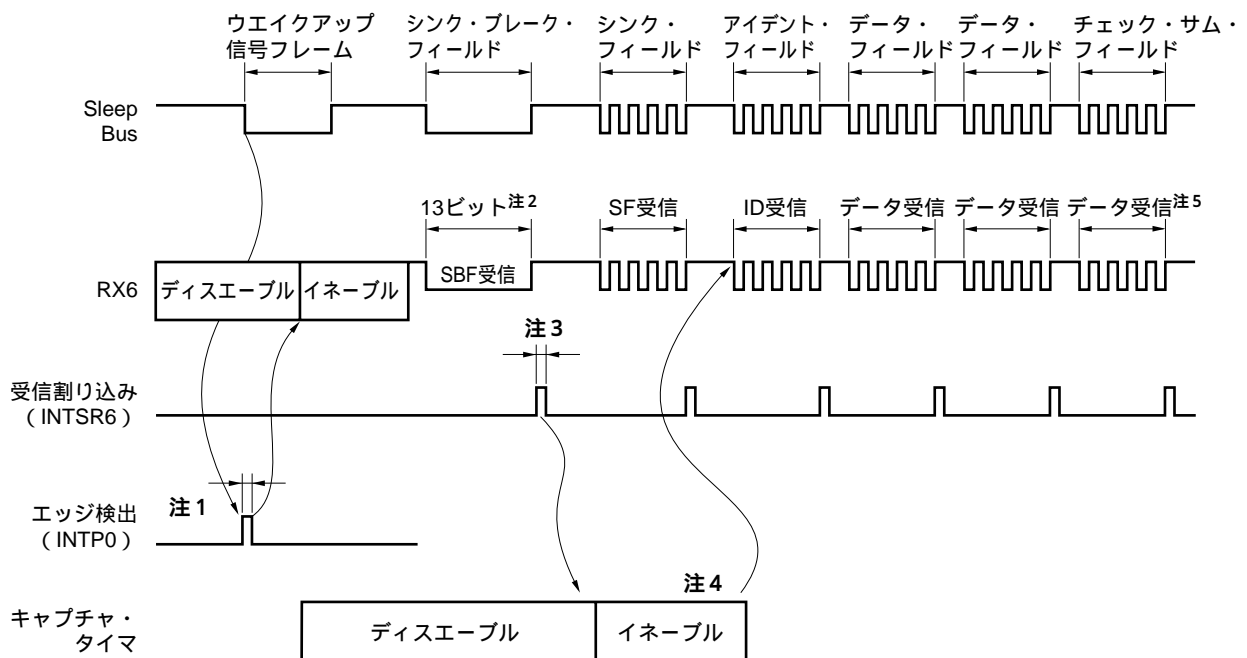 ウエイクアップ
信号フレーム
シンク・ブレーク・
フィールド
シンク・
フィールド
アイデント・
フィールド
データ・
フィールド
データ・
フィールド
チェック・サム・
フィールド
Sleep
Bus
13ビット注2
SF受信
ID受信
データ受信
データ受信
データ受信注5
RX6
ディスエーブル
イネーブル
SBF受信
注3
受信割り込み
（INTSR6）
注1
エッジ検出
（INTP0）
注4
キャプチャ・
タイマ
ディスエーブル
イネーブル